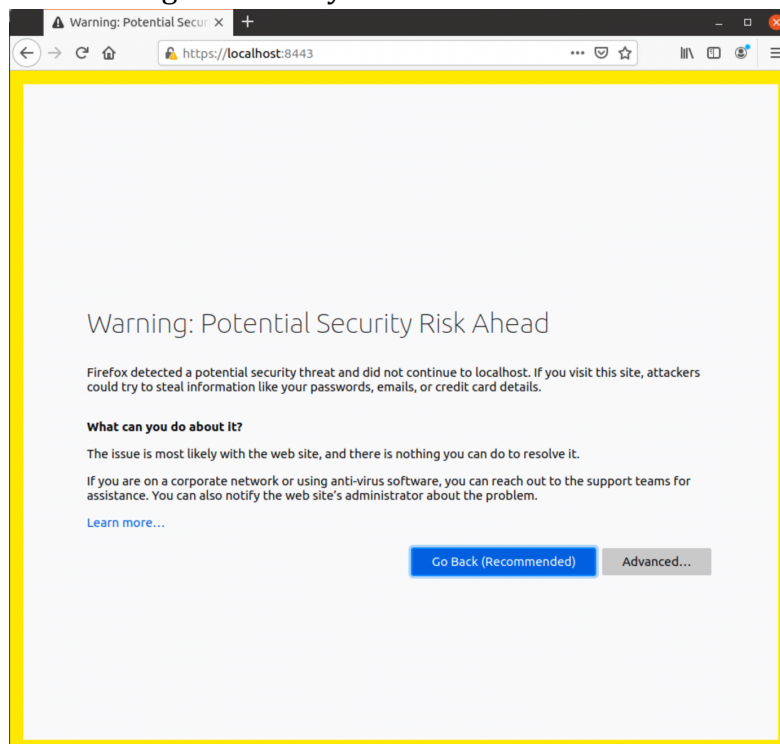 Warning: Potential Secur
https://localhost:8443
Warning: Potential Security Risk Ahead
Firefox detected a potential security threat and did not continue to localhost. If you visit this site, attackers
could try to steal information like your passwords, emails, or credit card details.
What can you do about it?
The issue is most likely with the web site, and there is nothing you can do to resolve it.
If you are on a corporate network or using anti-virus software, you can reach out to the support teams for
assistance. You can also notify the web site's administrator about the problem.
Learn more…
Go Back (Recommended)
Advanced…